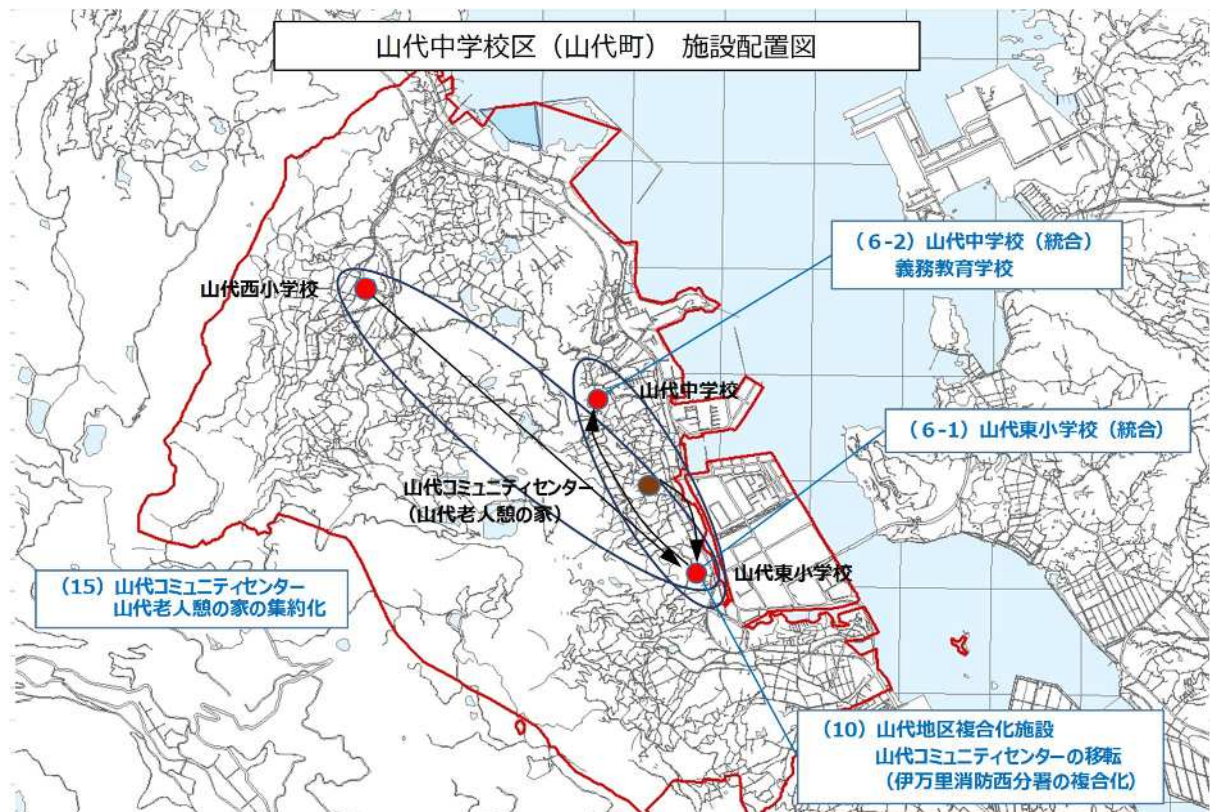 山代中学校区（山代町） 施設配置図
（６-２）山代中学校（統合）
義務教育学校
山代西小学校
山代中学校
（６-１）山代東小学校（統合）
山代コミュニティセンター
（山代老人憩の家）
山代東小学校
（15）山代コミュニティセンター
山代老人憩の家の集約化
（10）山代地区複合化施設
山代コミュニティセンターの移転
（伊万里消防西分署の複合化）